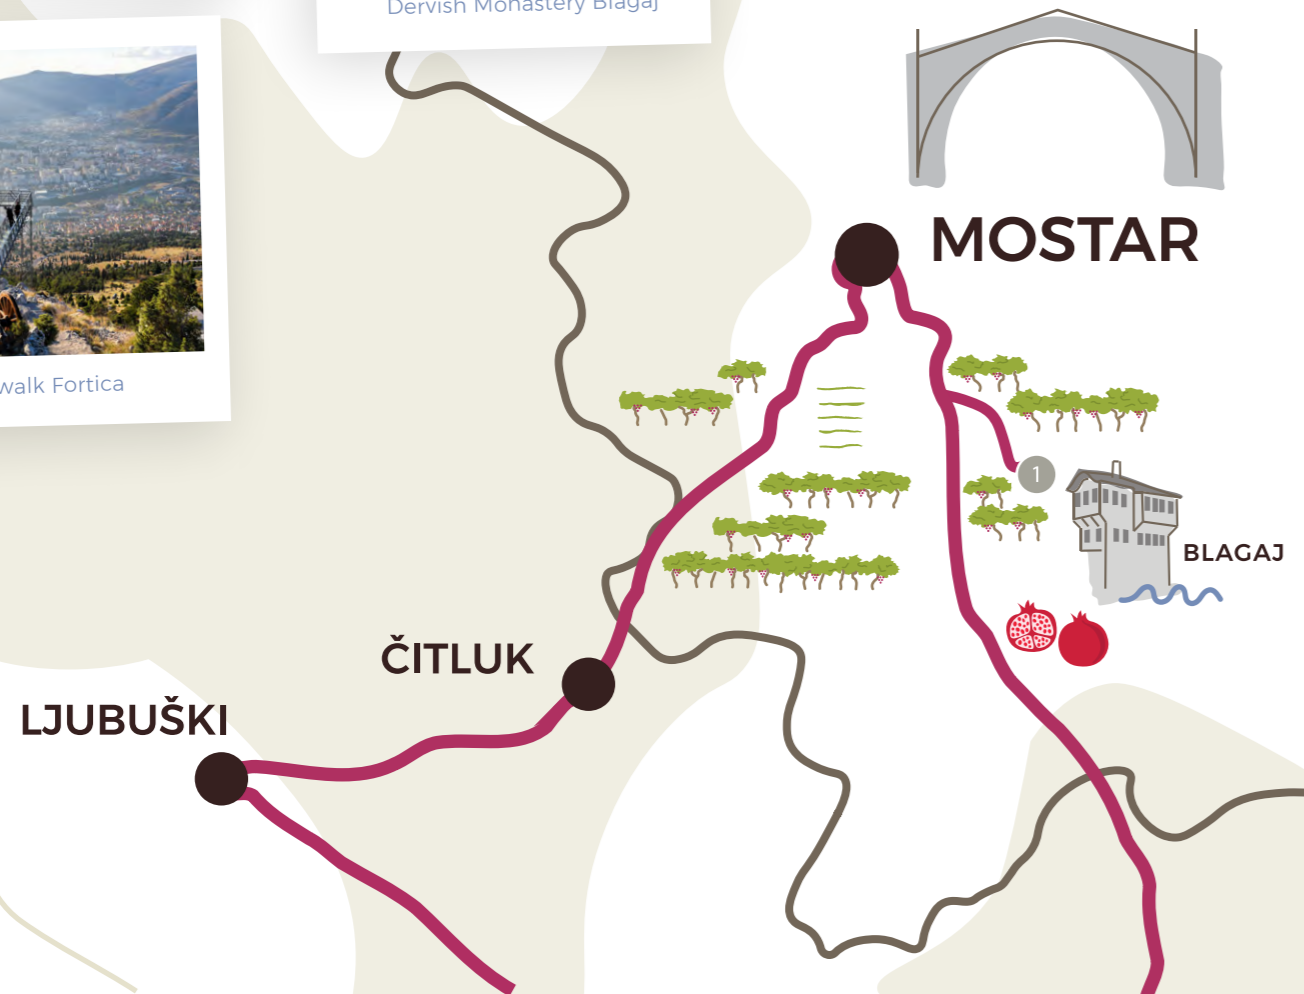 Dervish Monastery Blagaj
walk Fortica
MOSTAR
1
BLAGAJ
ČITLUK
LJUBUŠKI